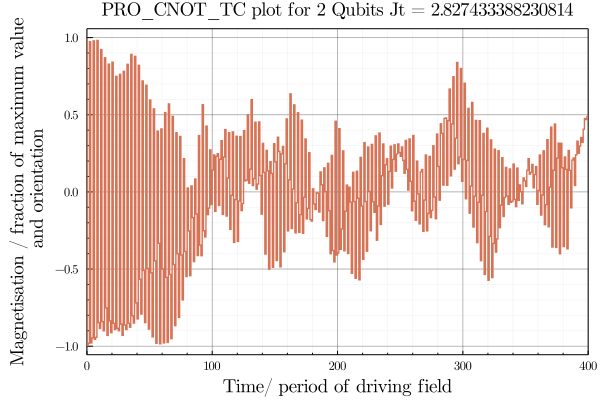 PRO_CNOT_TC plot for 2 Qubits Jt = 2.827433388230814
Magnetisation / fraction of maximum value
and orientation
1.0
0.5
0.0
−0.5
−1.0
0 100 200 300 400
Time/ period of driving field